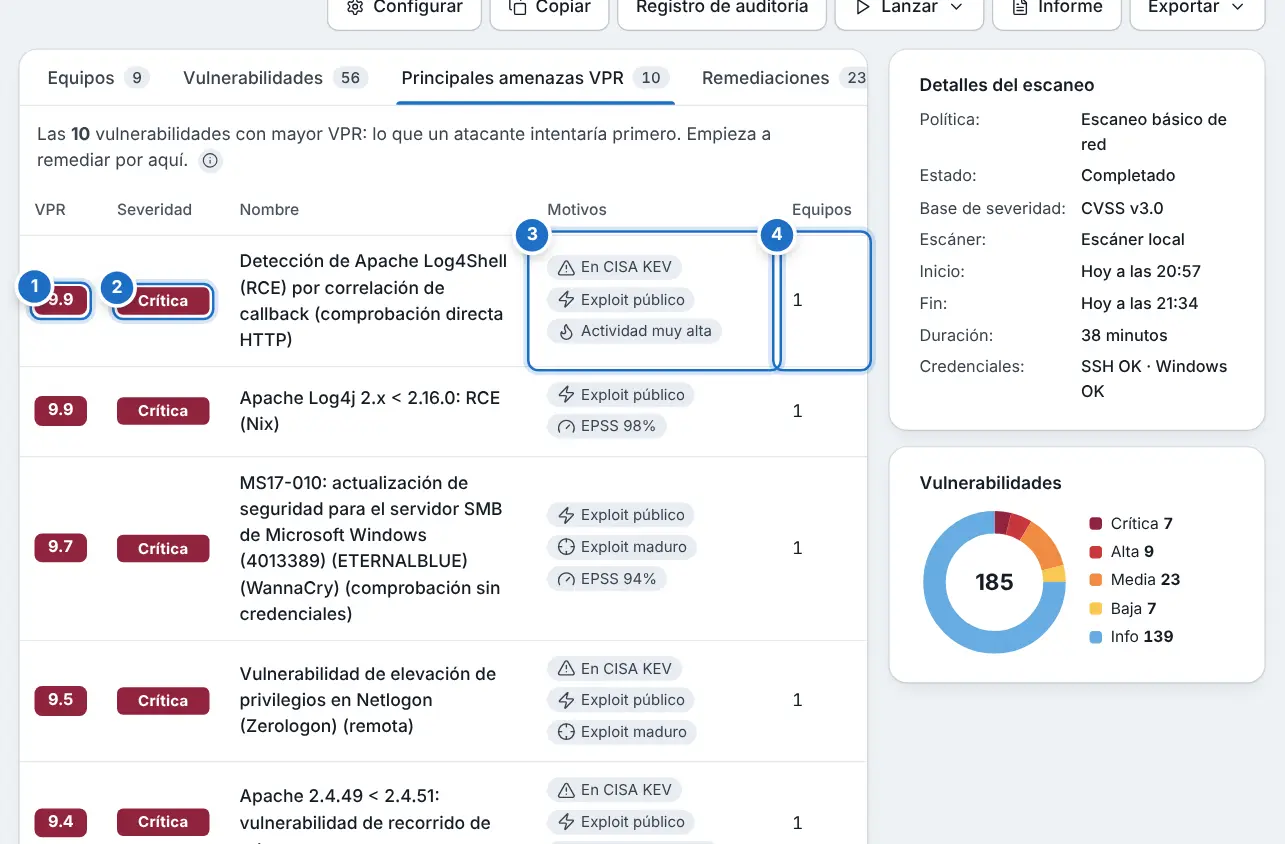 Configurar
Copiar
Registro de auditoría
Lanzar
Informe
Exportar
Equipos 9
Vulnerabilidades 56
Principales amenazas VPR 10
Remediaciones 23
Las 10 vulnerabilidades con mayor VPR: lo que un atacante intentaría primero. Empieza a
remediar por aquí.
VPR
Severidad
Nombre
Motivos
Equipos
1
9.9
2
Crítica
Detección de Apache Log4Shell
(RCE) por correlación de
callback (comprobación directa
HTTP)
3
En CISA KEV
Exploit público
Actividad muy alta
4
1
9.9
Crítica
Apache Log4j 2.x < 2.16.0: RCE
(Nix)
Exploit público
EPSS 98%
1
9.7
Crítica
MS17-010: actualización de
seguridad para el servidor SMB
de Microsoft Windows
(4013389) (ETERNALBLUE)
(WannaCry) (comprobación sin
credenciales)
Exploit público
Exploit maduro
EPSS 94%
1
9.5
Crítica
Vulnerabilidad de elevación de
privilegios en Netlogon
(Zerologon) (remota)
En CISA KEV
Exploit público
Exploit maduro
1
9.4
Crítica
Apache 2.4.49 < 2.4.51:
vulnerabilidad de recorrido de
En CISA KEV
Exploit público
1
Detalles del escaneo
Política: Escaneo básico de
red
Estado: Completado
Base de severidad: CVSS v3.0
Escáner: Escáner local
Inicio: Hoy a las 20:57
Fin: Hoy a las 21:34
Duración: 38 minutos
Credenciales: SSH OK · Windows
OK
Vulnerabilidades
185
Crítica 7
Alta 9
Media 23
Baja 7
Info 139